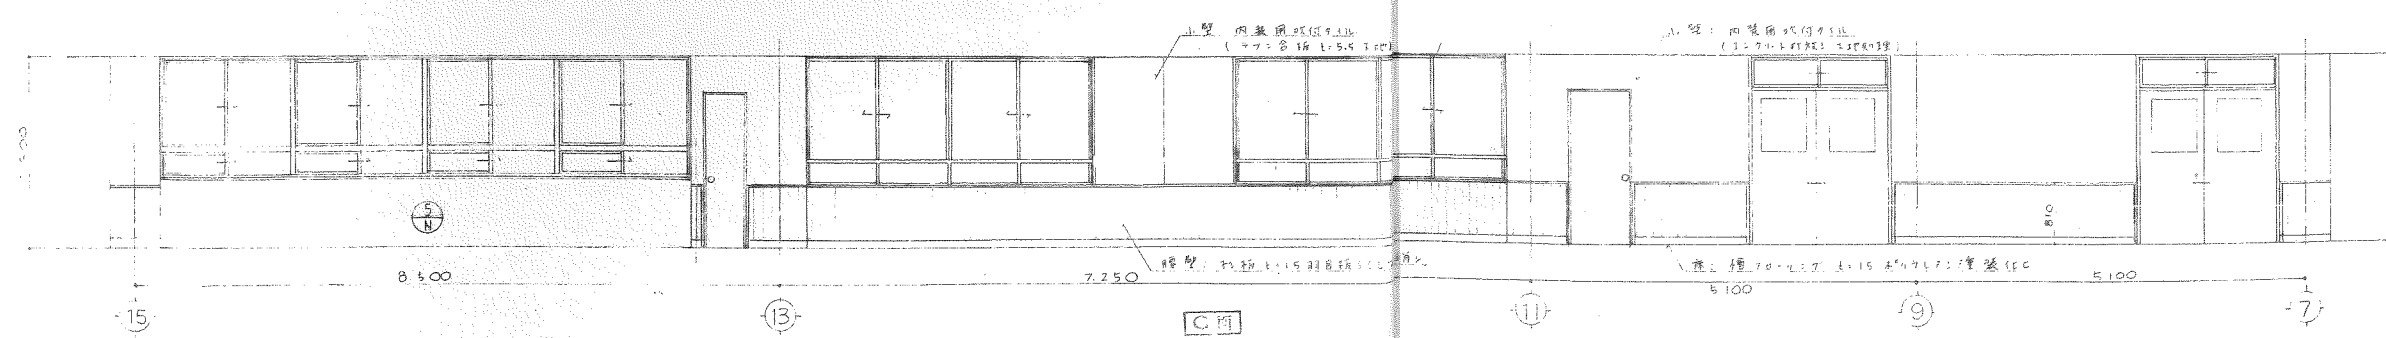 小壁: 内装用吹付タイル
(ラワン合板 t=5.5 下地)
小壁: 内装用吹付タイル
(コンクリート打放シ 下地処理)
S
N
810
腰壁: 杉板 t=15 羽目板
床: 檜フローリング t=15 ポリウレタン塗装
8.500
7.250
5.100
5.100
15
13
11
9
7
C面